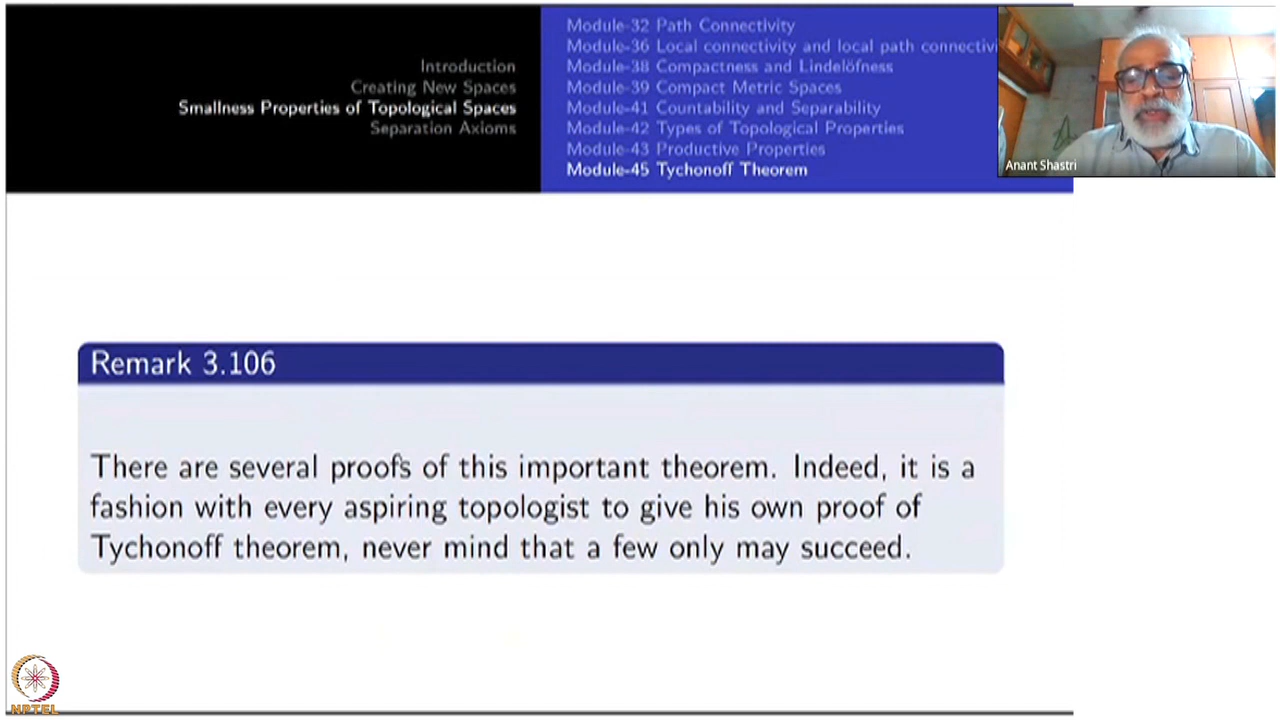 Introduction
Creating New Spaces
Smallness Properties of Topological Spaces
Separation Axioms
Module-32 Path Connectivity
Module-36 Local connectivity and local path connectivi
Module-38 Compactness and Lindelöfness
Module-39 Compact Metric Spaces
Module-41 Countability and Separability
Module-42 Types of Topological Properties
Module-43 Productive Properties
Module-45 Tychonoff Theorem
Anant Shastri
Remark 3.106
There are several proofs of this important theorem. Indeed, it is a
fashion with every aspiring topologist to give his own proof of
Tychonoff theorem, never mind that a few only may succeed.
NPTEL